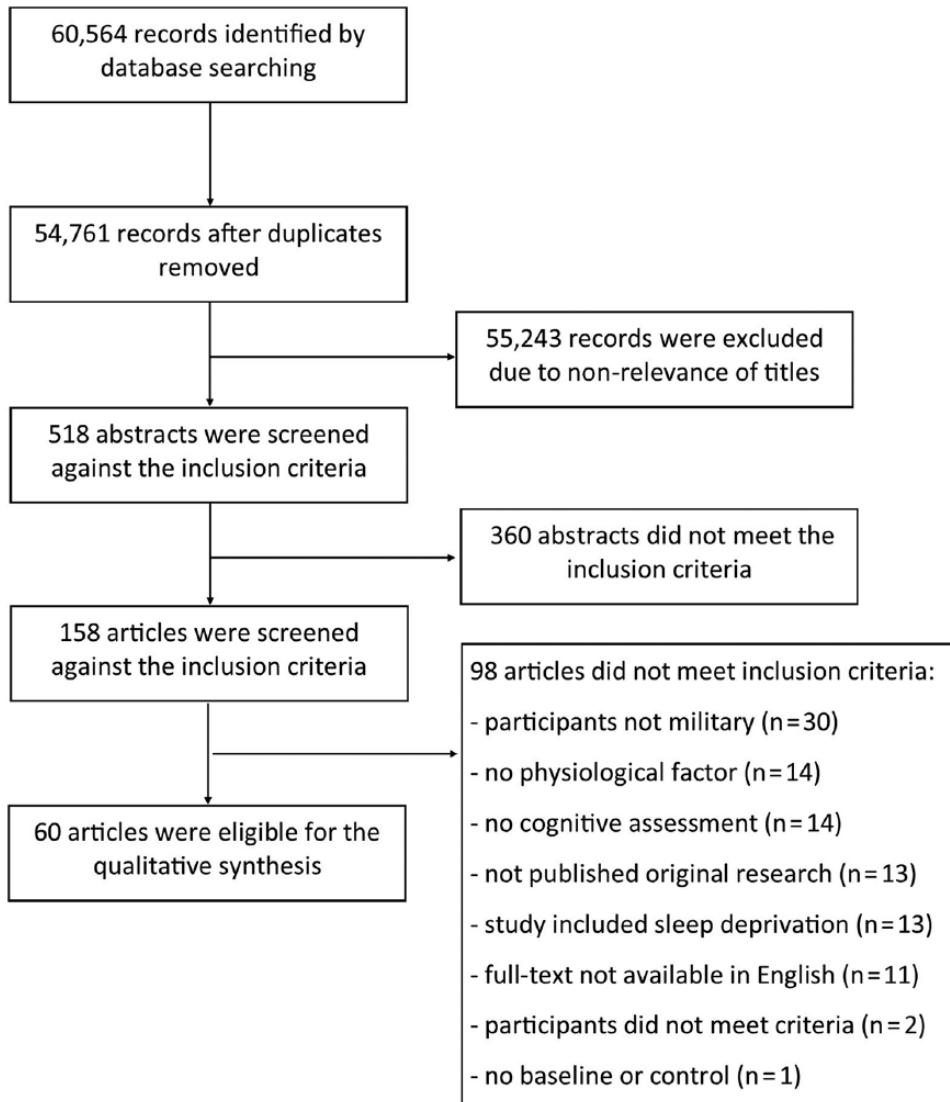 60,564 records identified by
database searching
54,761 records after duplicates
removed
55,243 records were excluded
due to non-relevance of titles
518 abstracts were screened
against the inclusion criteria
360 abstracts did not meet the
inclusion criteria
158 articles were screened
against the inclusion criteria
98 articles did not meet inclusion criteria:
- participants not military (n=30)
- no physiological factor (n=14)
- no cognitive assessment (n=14)
- not published original research (n=13)
- study included sleep deprivation (n=13)
- full-text not available in English (n=11)
- participants did not meet criteria (n=2)
- no baseline or control (n=1)
60 articles were eligible for the
qualitative synthesis